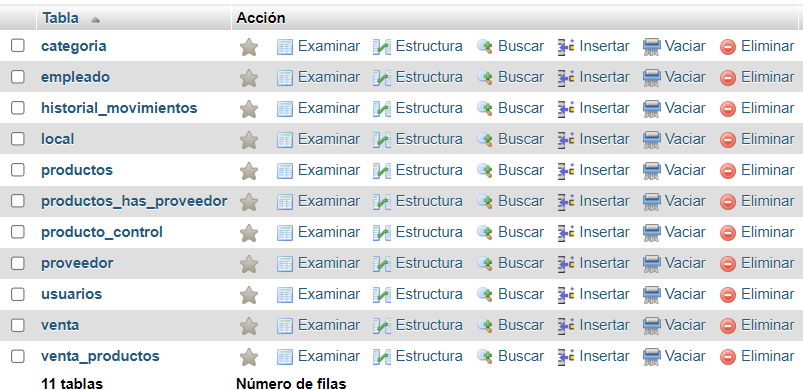 Tabla Acción
categoria Examinar Estructura Buscar Insertar Vaciar Eliminar
empleado Examinar Estructura Buscar Insertar Vaciar Eliminar
historial_movimientos Examinar Estructura Buscar Insertar Vaciar Eliminar
local Examinar Estructura Buscar Insertar Vaciar Eliminar
productos Examinar Estructura Buscar Insertar Vaciar Eliminar
productos_has_proveedor Examinar Estructura Buscar Insertar Vaciar Eliminar
producto_control Examinar Estructura Buscar Insertar Vaciar Eliminar
proveedor Examinar Estructura Buscar Insertar Vaciar Eliminar
usuarios Examinar Estructura Buscar Insertar Vaciar Eliminar
venta Examinar Estructura Buscar Insertar Vaciar Eliminar
venta_productos Examinar Estructura Buscar Insertar Vaciar Eliminar
11 tablas Número de filas